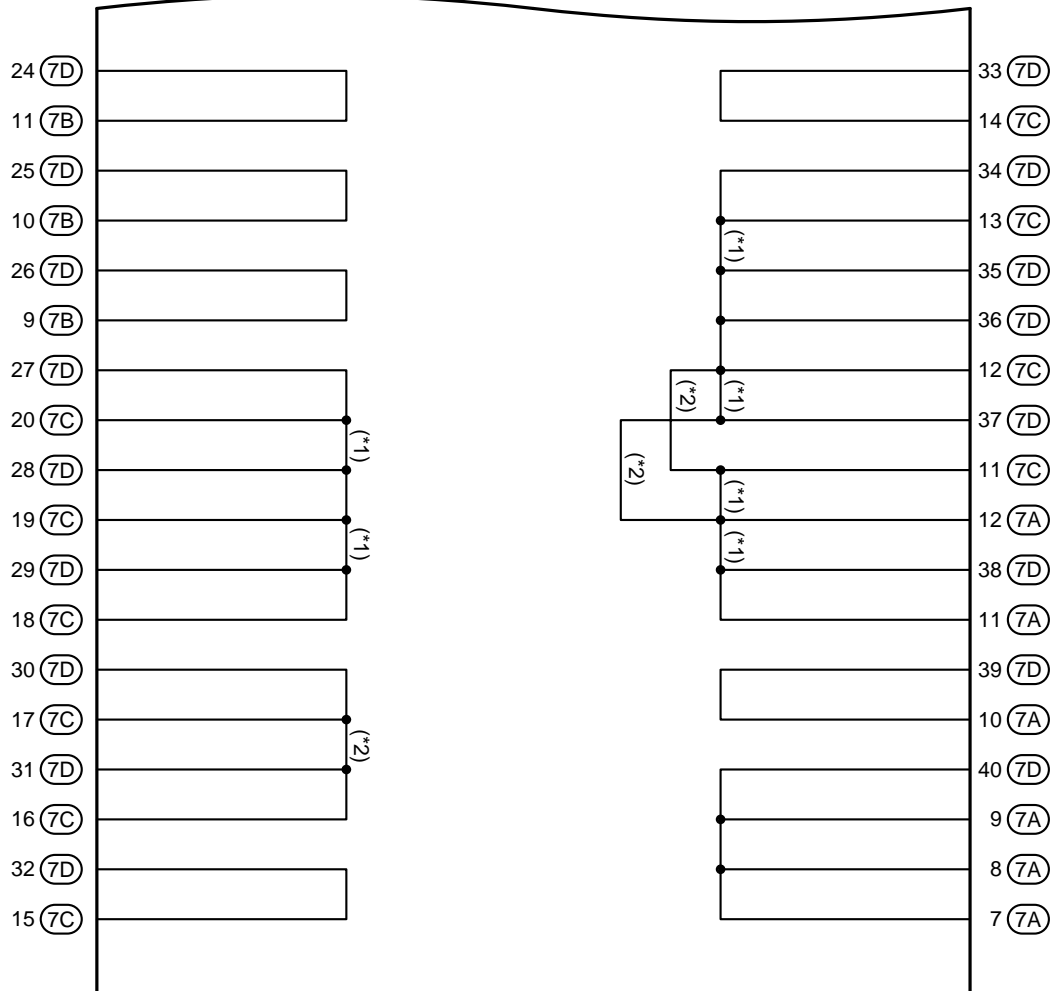 24 7D
11 7B
25 7D
10 7B
26 7D
9 7B
27 7D
20 7C
(*1)
28 7D
19 7C
(*1)
29 7D
18 7C
30 7D
17 7C
(*2)
31 7D
16 7C
32 7D
15 7C
33 7D
14 7C
34 7D
13 7C
(*1)
35 7D
36 7D
12 7C
(*2)
(*1)
37 7D
(*2)
11 7C
(*1)
12 7A
(*1)
38 7D
11 7A
39 7D
10 7A
40 7D
9 7A
8 7A
7 7A